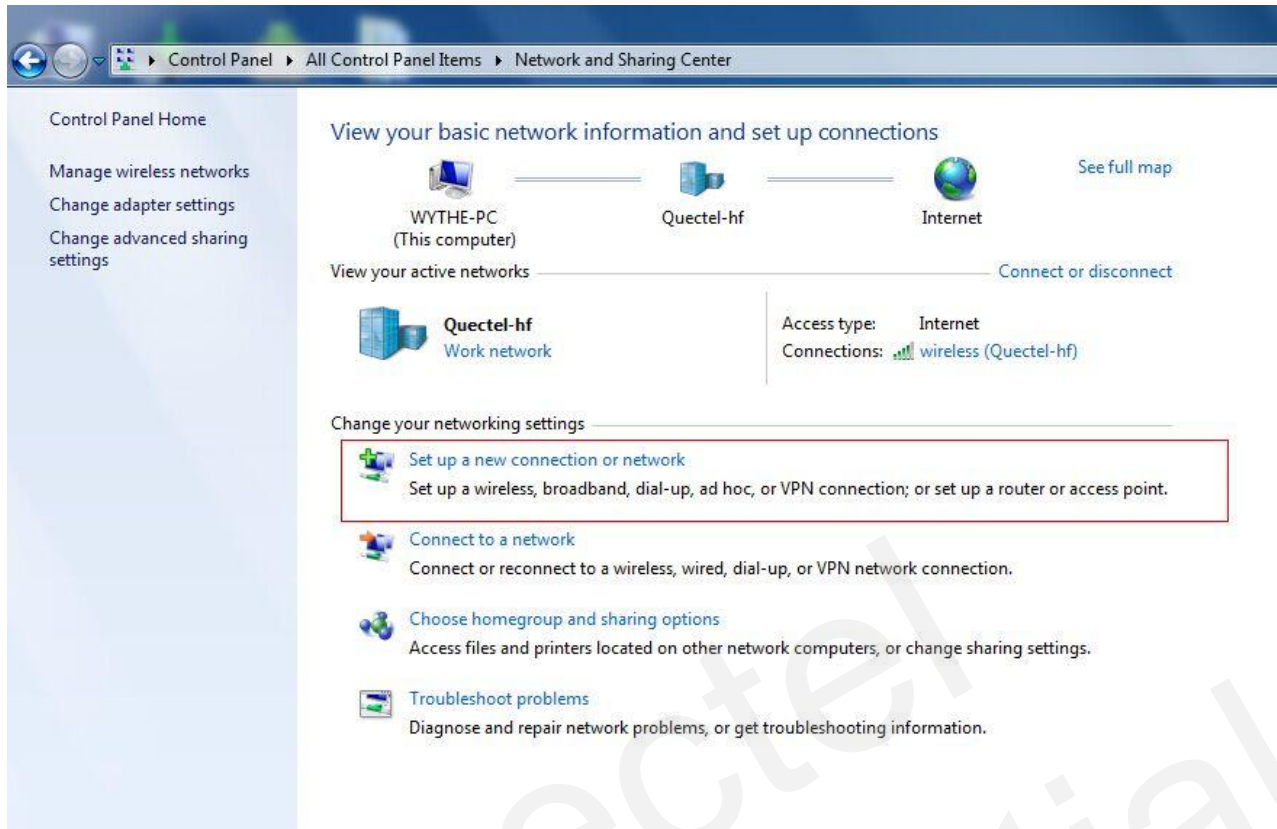 Control Panel ▸ All Control Panel Items ▸ Network and Sharing Center
Control Panel Home
Manage wireless networks
Change adapter settings
Change advanced sharing
settings
View your basic network information and set up connections
See full map
WYTHE-PC
(This computer)
Quectel-hf
Internet
View your active networks
Connect or disconnect
Quectel-hf
Work network
Access type: Internet
Connections: wireless (Quectel-hf)
Change your networking settings
Set up a new connection or network
Set up a wireless, broadband, dial-up, ad hoc, or VPN connection; or set up a router or access point.
Connect to a network
Connect or reconnect to a wireless, wired, dial-up, or VPN network connection.
Choose homegroup and sharing options
Access files and printers located on other network computers, or change sharing settings.
Troubleshoot problems
Diagnose and repair network problems, or get troubleshooting information.